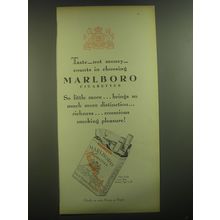 Taste...not money...
counts in choosing
MARLBORO
CIGARETTES
So little more... brings so
much more distinction...
richness... conscious
smoking pleasure!
MARLBORO